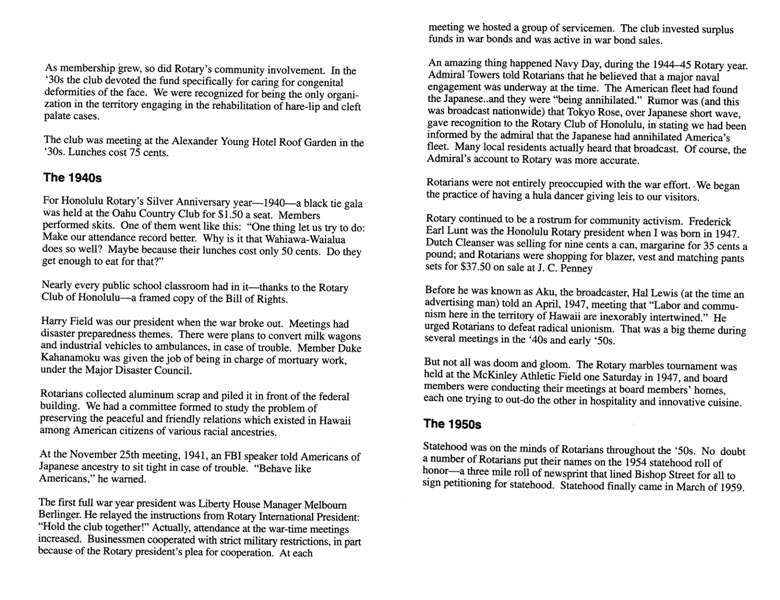 As membership grew, so did Rotary's community involvement. In the
'30s the club devoted the fund specifically for caring for congenital
deformities of the face. We were recognized for being the only organi-
zation in the territory engaging in the rehabilitation of hare-lip and cleft
palate cases.
The club was meeting at the Alexander Young Hotel Roof Garden in the
'30s. Lunches cost 75 cents.
The 1940s
For Honolulu Rotary's Silver Anniversary year—1940—a black tie gala
was held at the Oahu Country Club for $1.50 a seat. Members
performed skits. One of them went like this: "One thing let us try to do:
Make our attendance record better. Why is it that Wahiawa-Waialua
does so well? Maybe because their lunches cost only 50 cents. Do they
get enough to eat for that?"
Nearly every public school classroom had in it—thanks to the Rotary
Club of Honolulu—a framed copy of the Bill of Rights.
Harry Field was our president when the war broke out. Meetings had
disaster preparedness themes. There were plans to convert milk wagons
and industrial vehicles to ambulances, in case of trouble. Member Duke
Kahanamoku was given the job of being in charge of mortuary work,
under the Major Disaster Council.
Rotarians collected aluminum scrap and piled it in front of the federal
building. We had a committee formed to study the problem of
preserving the peaceful and friendly relations which existed in Hawaii
among American citizens of various racial ancestries.
At the November 25th meeting, 1941, an FBI speaker told Americans of
Japanese ancestry to sit tight in case of trouble. "Behave like
Americans," he warned.
The first full war year president was Liberty House Manager Melbourn
Berlinger. He relayed the instructions from Rotary International President:
"Hold the club together!" Actually, attendance at the war-time meetings
increased. Businessmen cooperated with strict military restrictions, in part
because of the Rotary president's plea for cooperation. At each
meeting we hosted a group of servicemen. The club invested surplus
funds in war bonds and was active in war bond sales.
An amazing thing happened Navy Day, during the 1944–45 Rotary year.
Admiral Towers told Rotarians that he believed that a major naval
engagement was underway at the time. The American fleet had found
the Japanese..and they were "being annihilated." Rumor was (and this
was broadcast nationwide) that Tokyo Rose, over Japanese short wave,
gave recognition to the Rotary Club of Honolulu, in stating we had been
informed by the admiral that the Japanese had annihilated America's
fleet. Many local residents actually heard that broadcast. Of course, the
Admiral's account to Rotary was more accurate.
Rotarians were not entirely preoccupied with the war effort. We began
the practice of having a hula dancer giving leis to our visitors.
Rotary continued to be a rostrum for community activism. Frederick
Earl Lunt was the Honolulu Rotary president when I was born in 1947.
Dutch Cleanser was selling for nine cents a can, margarine for 35 cents a
pound; and Rotarians were shopping for blazer, vest and matching pants
sets for $37.50 on sale at J. C. Penney
Before he was known as Aku, the broadcaster, Hal Lewis (at the time an
advertising man) told an April, 1947, meeting that "Labor and commu-
nism here in the territory of Hawaii are inexorably intertwined." He
urged Rotarians to defeat radical unionism. That was a big theme during
several meetings in the '40s and early '50s.
But not all was doom and gloom. The Rotary marbles tournament was
held at the McKinley Athletic Field one Saturday in 1947, and board
members were conducting their meetings at board members' homes,
each one trying to out-do the other in hospitality and innovative cuisine.
The 1950s
Statehood was on the minds of Rotarians throughout the '50s. No doubt
a number of Rotarians put their names on the 1954 statehood roll of
honor—a three mile roll of newsprint that lined Bishop Street for all to
sign petitioning for statehood. Statehood finally came in March of 1959.